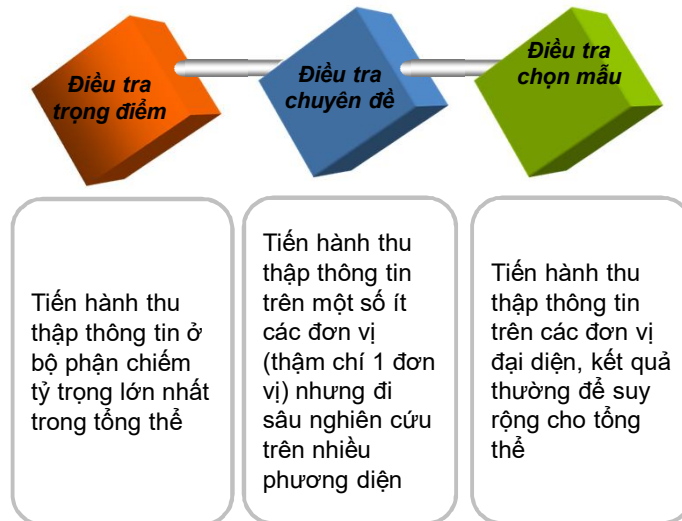 Điều tra
trọng điểm
Điều tra
chuyên đề
Điều tra
chọn mẫu
Tiến hành thu
thập thông tin ở
bộ phận chiếm
tỷ trọng lớn nhất
trong tổng thể
Tiến hành thu
thập thông tin
trên một số ít
các đơn vị
(thậm chí 1 đơn
vị) nhưng đi
sâu nghiên cứu
trên nhiều
phương diện
Tiến hành thu
thập thông tin
trên các đơn vị
đại diện, kết quả
thường để suy
rộng cho tổng
thể